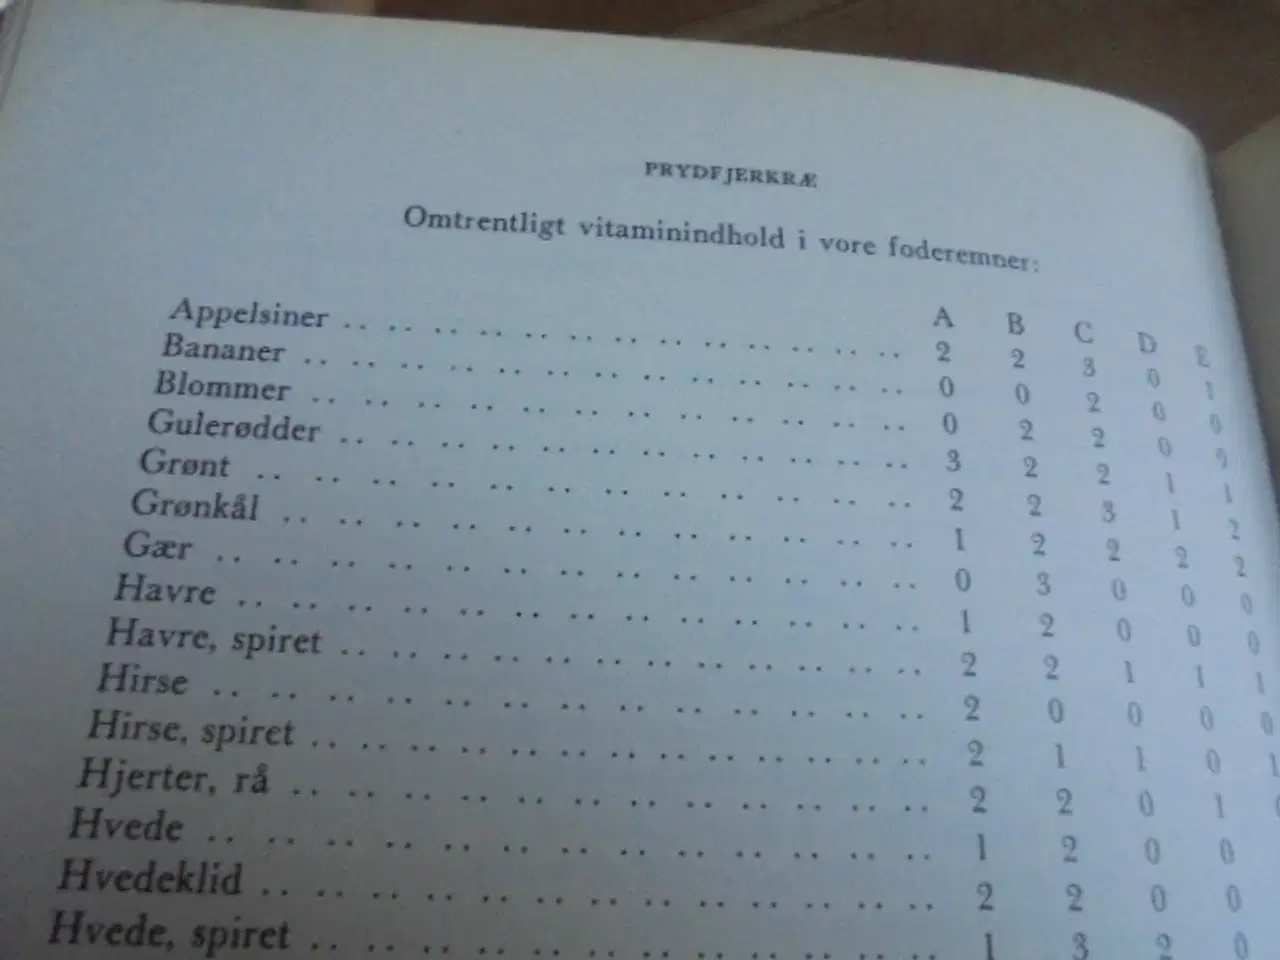 PRYDFJERKRÆ
Omtrentligt vitaminindhold i vore foderemner:
A B C D E
Appelsiner .. .. .. .. .. .. .. .. .. .. .. .. 2 2 3 0 1
Bananer .. .. .. .. .. .. .. .. .. .. .. .. .. 0 0 2 0 0
Blommer .. .. .. .. .. .. .. .. .. .. .. .. 0 2 2 0 0
Gulerødder .. .. .. .. .. .. .. .. .. .. .. .. 3 2 2 1 1
Grønt .. .. .. .. .. .. .. .. .. .. .. .. .. 2 2 3 1 2
Grønkål .. .. .. .. .. .. .. .. .. .. .. .. 1 2 2 2 2
Gær .. .. .. .. .. .. .. .. .. .. .. .. .. 0 3 0 0 0
Havre .. .. .. .. .. .. .. .. .. .. .. .. .. 1 2 0 0 0
Havre, spiret .. .. .. .. .. .. .. .. .. .. .. 2 2 1 1 1
Hirse .. .. .. .. .. .. .. .. .. .. .. .. .. 2 0 0 0 0
Hirse, spiret .. .. .. .. .. .. .. .. .. .. .. .. 2 1 1 0 1
Hjerter, rå .. .. .. .. .. .. .. .. .. .. .. .. 2 2 0 1
Hvede .. .. .. .. .. .. .. .. .. .. .. .. .. 1 2 0 0
Hvedeklid .. .. .. .. .. .. .. .. .. .. .. .. 2 2 0 0
Hvede, spiret .. .. .. .. .. .. .. .. .. .. .. 1 3 2 0